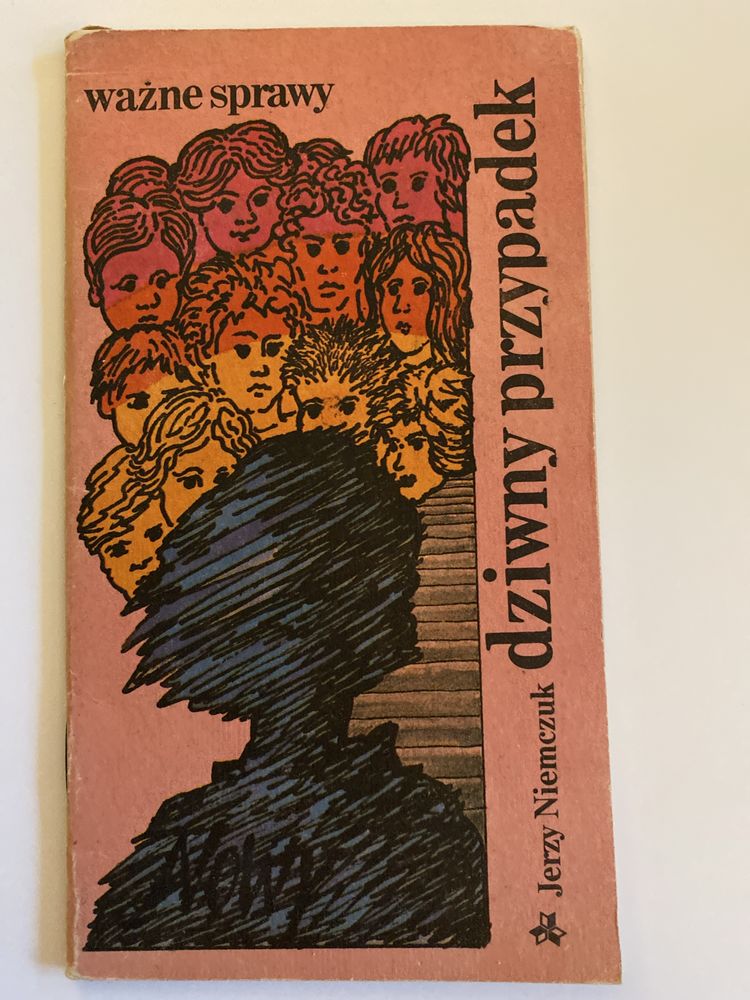 ważne sprawy
dziwny przypadek
Jerzy Niemczuk
Nowy